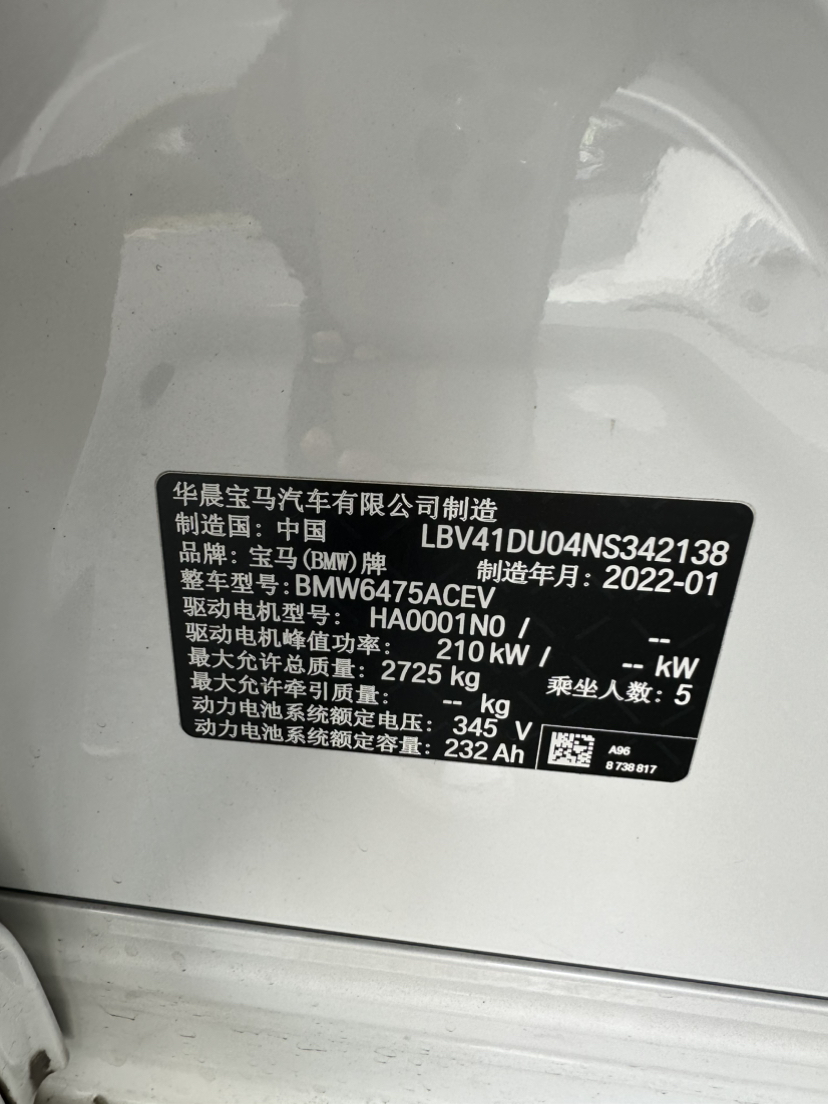 华晨宝马汽车有限公司制造
制造国：中国 LBV41DU04NS342138
品牌：宝马(BMW)牌 制造年月：2022-01
整车型号：BMW6475ACEV
驱动电机型号： HA0001N0 / --
驱动电机峰值功率： 210 kW / -- kW
最大允许总质量：2725 kg 乘坐人数：5
最大允许牵引质量： -- kg
动力电池系统额定电压：345 V
动力电池系统额定容量：232 Ah
A96
8 738 817